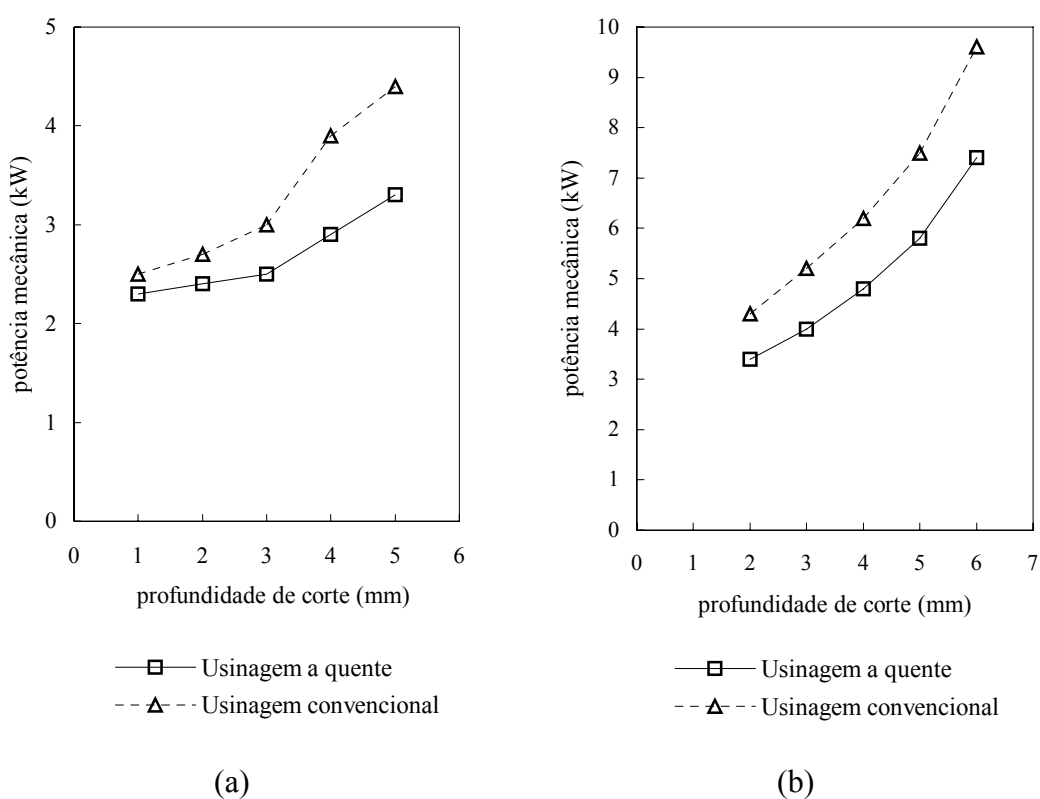 5
4
3
2
1
0
0 1 2 3 4 5 6
potência mecânica (kW)
profundidade de corte (mm)
Usinagem a quente
Usinagem convencional
(a)
10
9
8
7
6
5
4
3
2
1
0
0 1 2 3 4 5 6 7
potência mecânica (kW)
profundidade de corte (mm)
Usinagem a quente
Usinagem convencional
(b)